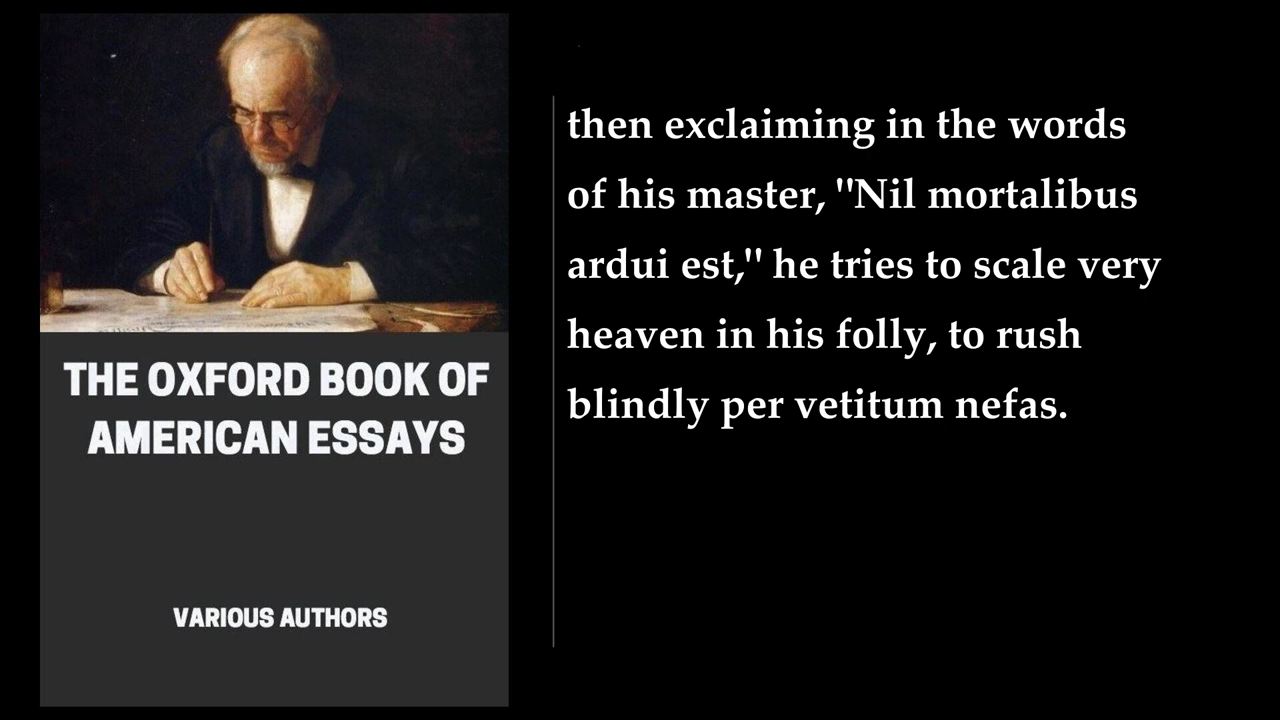 THE OXFORD BOOK OF
AMERICAN ESSAYS
VARIOUS AUTHORS
then exclaiming in the words
of his master, "Nil mortalibus
ardui est," he tries to scale very
heaven in his folly, to rush
blindly per vetitum nefas.